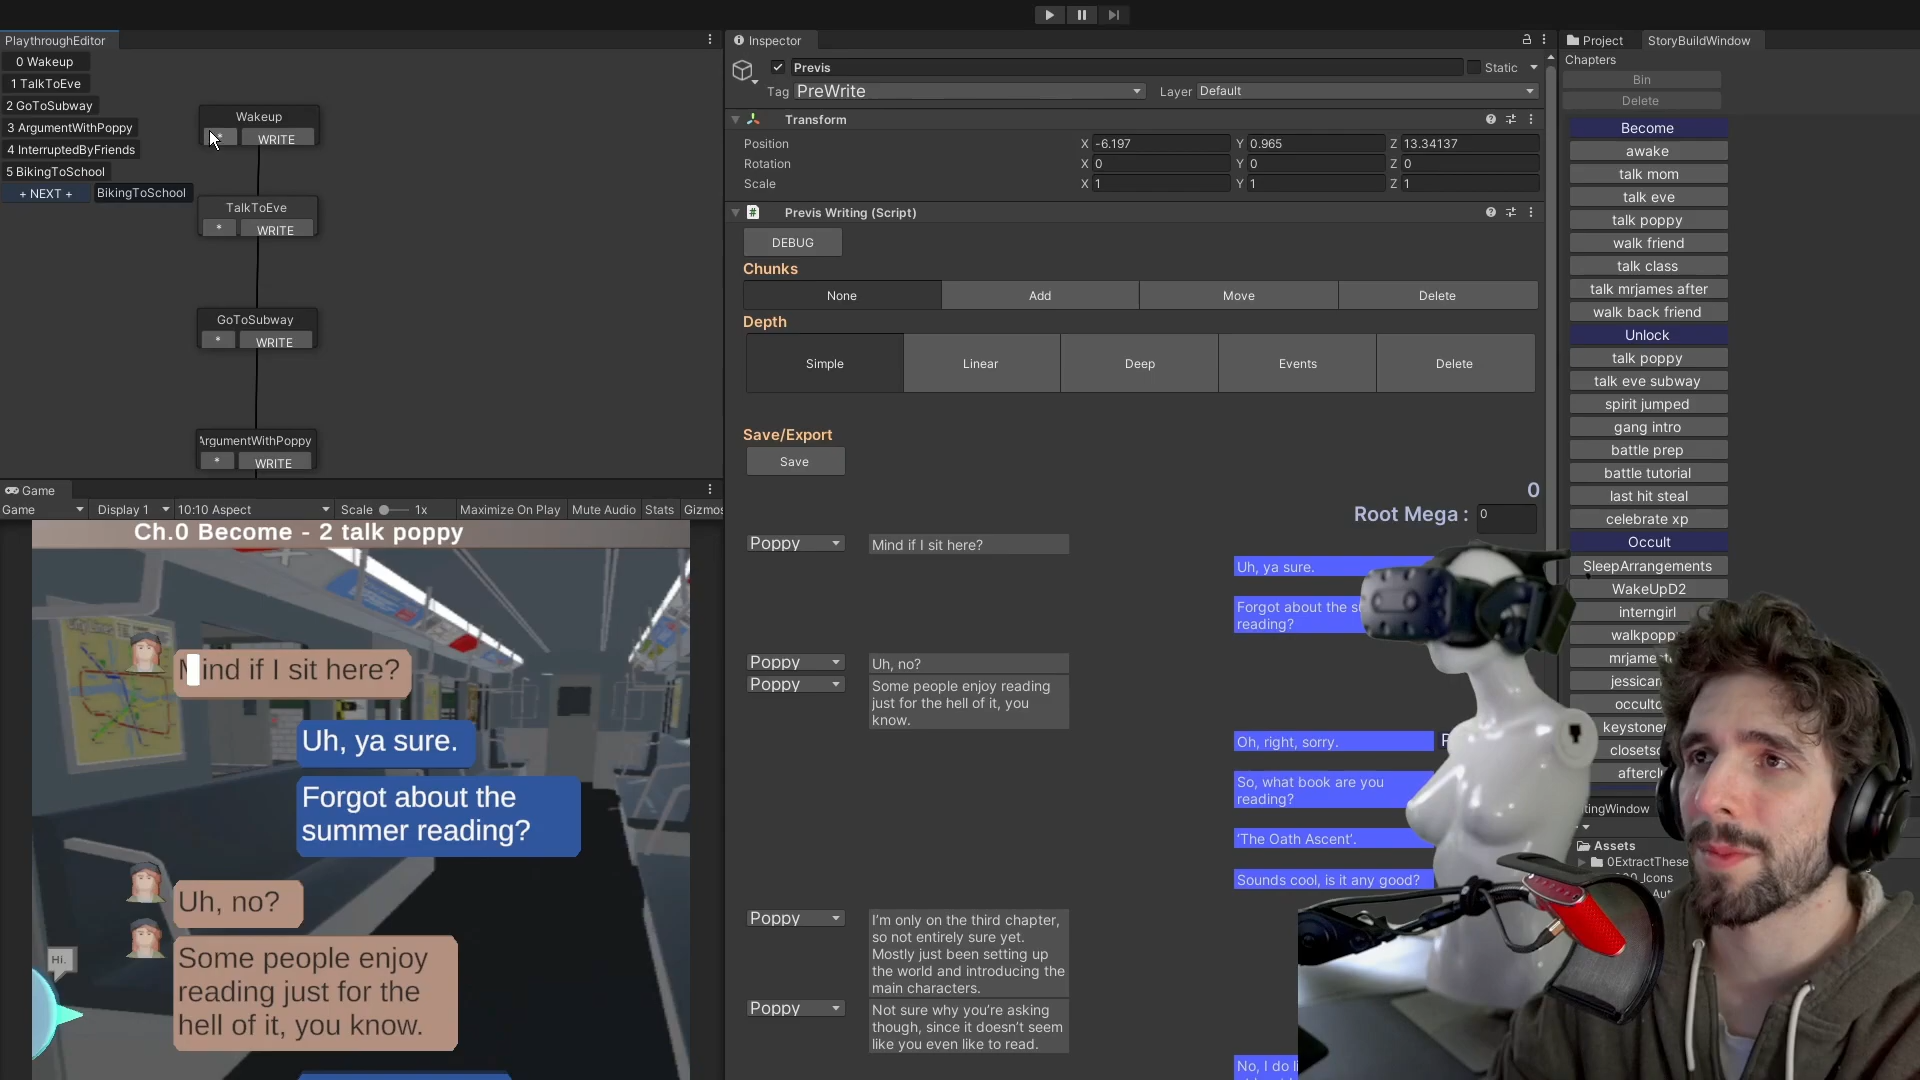 PlaythroughEditor
0 Wakeup
1 TalkToEve
2 GoToSubway
3 ArgumentWithPoppy
4 InterruptedByFriends
5 BikingToSchool
+ NEXT +
BikingToSchool
Wakeup
WRITE
TalkToEve
*
WRITE
GoToSubway
*
WRITE
ArgumentWithPoppy
*
WRITE
Game
Game
Display 1
10:10 Aspect
Scale
1x
Maximize On Play
Mute Audio
Stats
Gizmos
Ch.0 Become - 2 talk poppy
Mind if I sit here?
Uh, ya sure.
Forgot about the
summer reading?
Uh, no?
Some people enjoy
reading just for the
hell of it, you know.
Hi.
Inspector
Previs
Static
Tag
PreWrite
Layer
Default
Transform
Position
X -6.197
Y 0.965
Z 13.34137
Rotation
X 0
Y 0
Z 0
Scale
X 1
Y 1
Z 1
# Previs Writing (Script)
DEBUG
Chunks
None
Add
Move
Delete
Depth
Simple
Linear
Deep
Events
Delete
Save/Export
Save
0
Root Mega :
0
Poppy
Mind if I sit here?
Uh, ya sure.
Forgot about the
reading?
Poppy
Uh, no?
Poppy
Some people enjoy reading
just for the hell of it, you
know.
Oh, right, sorry.
So, what book are you
reading?
‘The Oath Ascent’.
Sounds cool, is it any good?
Poppy
I’m only on the third chapter,
so not entirely sure yet.
Mostly just been setting up
the world and introducing the
main characters.
Poppy
Not sure why you’re asking
though, since it doesn’t seem
like you even like to read.
No, I do
Project
StoryBuildWindow
Chapters
Bin
Delete
Become
awake
talk mom
talk eve
talk poppy
walk friend
talk class
talk mrjames after
walk back friend
Unlock
talk poppy
talk eve subway
spirit jumped
gang intro
battle prep
battle tutorial
last hit steal
celebrate xp
Occult
SleepArrangements
WakeUpD2
interngirl
Assets
0ExtractThese